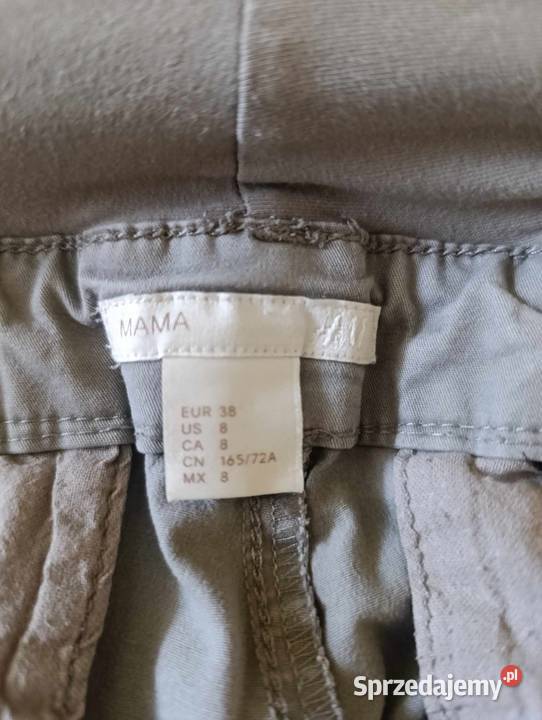 MAMA
EUR 38
US 8
CA 8
CN 165/72A
MX 8
Sprzedajemy.pl